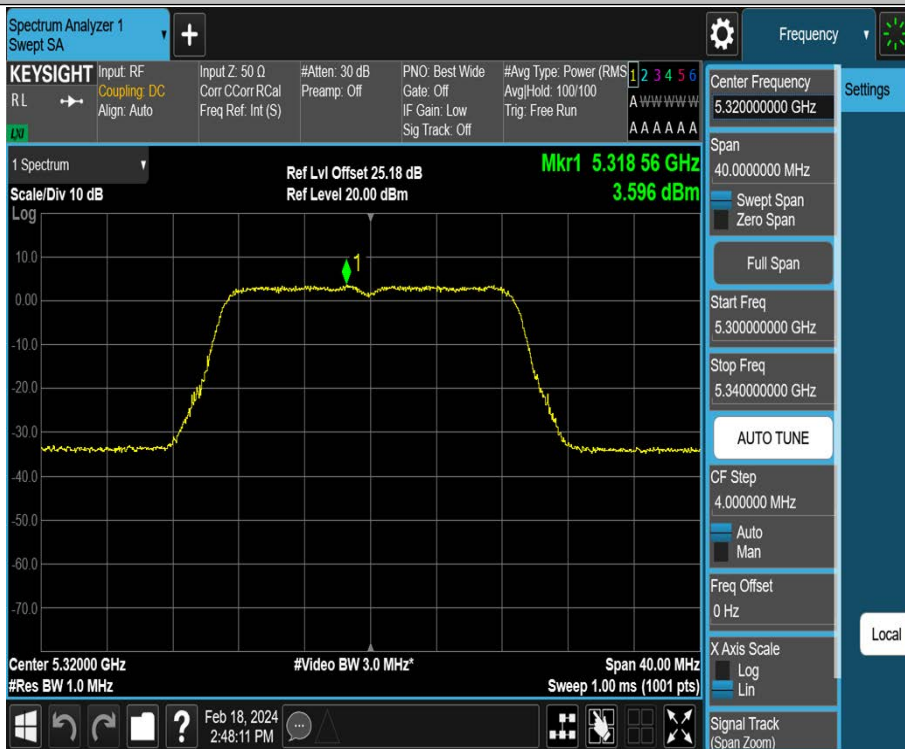 Spectrum Analyzer 1
Swept SA
Frequency
KEYSIGHT
R L
LXI
Input: RF
Coupling: DC
Align: Auto
Input Z: 50 Ω
Corr CCorr RCal
Freq Ref: Int (S)
#Atten: 30 dB
Preamp: Off
PNO: Best Wide
Gate: Off
IF Gain: Low
Sig Track: Off
#Avg Type: Power (RMS
Avg|Hold: 100/100
Trig: Free Run
1 2 3 4 5 6
A W W W W W
A A A A A A
1 Spectrum
Scale/Div 10 dB
Log
Ref Lvl Offset 25.18 dB
Ref Level 20.00 dBm
Mkr1 5.318 56 GHz
3.596 dBm
10.0
0.00
-10.0
-20.0
-30.0
-40.0
-50.0
-60.0
-70.0
1
Center 5.32000 GHz
#Res BW 1.0 MHz
#Video BW 3.0 MHz*
Span 40.00 MHz
Sweep 1.00 ms (1001 pts)
Feb 18, 2024
2:48:11 PM
Center Frequency
5.320000000 GHz
Span
40.0000000 MHz
Swept Span
Zero Span
Full Span
Start Freq
5.300000000 GHz
Stop Freq
5.340000000 GHz
AUTO TUNE
CF Step
4.000000 MHz
Auto
Man
Freq Offset
0 Hz
X Axis Scale
Log
Lin
Signal Track
(Span Zoom)
Settings
Local